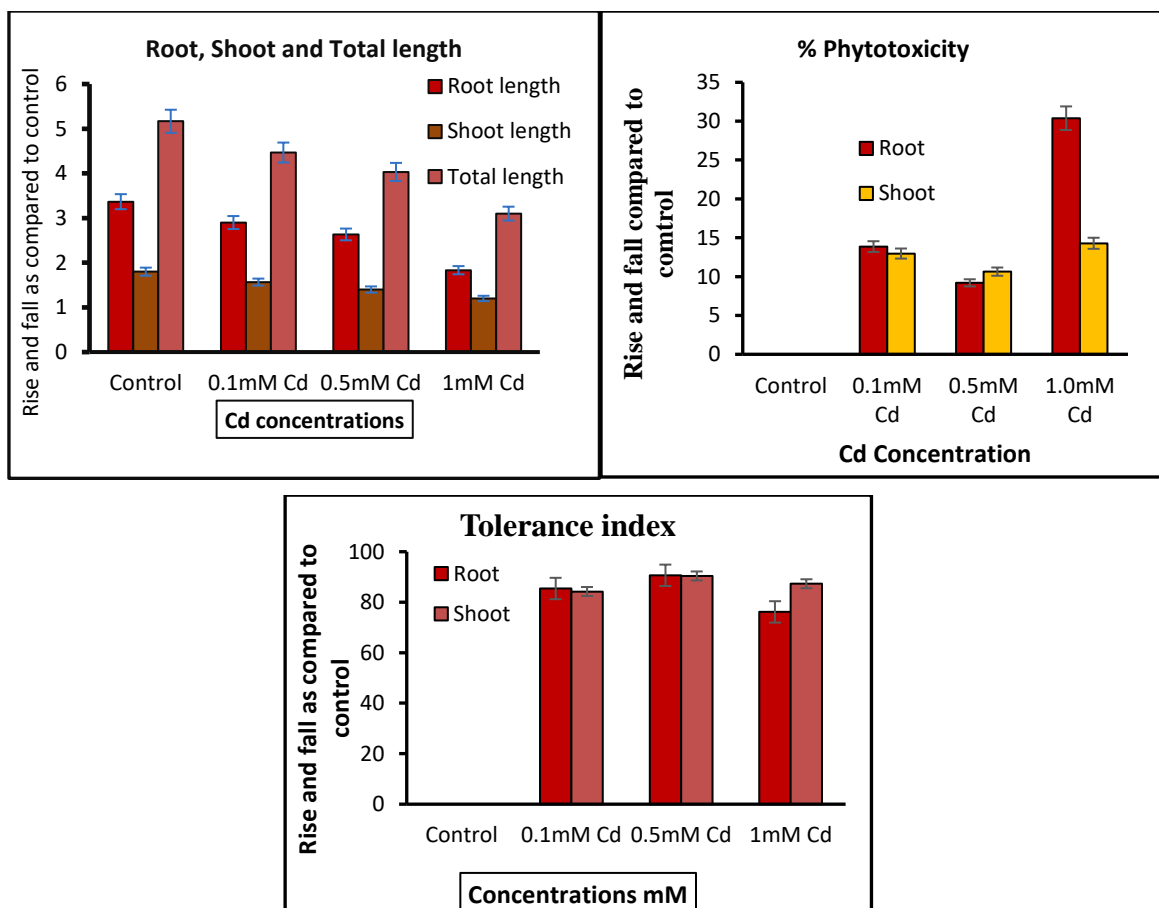 Root, Shoot and Total length
Rise and fall as compared to control
6
5
4
3
2
1
0
Root length
Shoot length
Total length
Control
0.1mM Cd
0.5mM Cd
1mM Cd
Cd concentrations
% Phytotoxicity
Rise and fall compared to
comtrol
35
30
25
20
15
10
5
0
Root
Shoot
Control
0.1mM
Cd
0.5mM
Cd
1.0mM
Cd
Cd Concentration
Tolerance index
Rise and fall as compared to
control
100
80
60
40
20
0
Root
Shoot
Control
0.1mM Cd
0.5mM Cd
1mM Cd
Concentrations mM